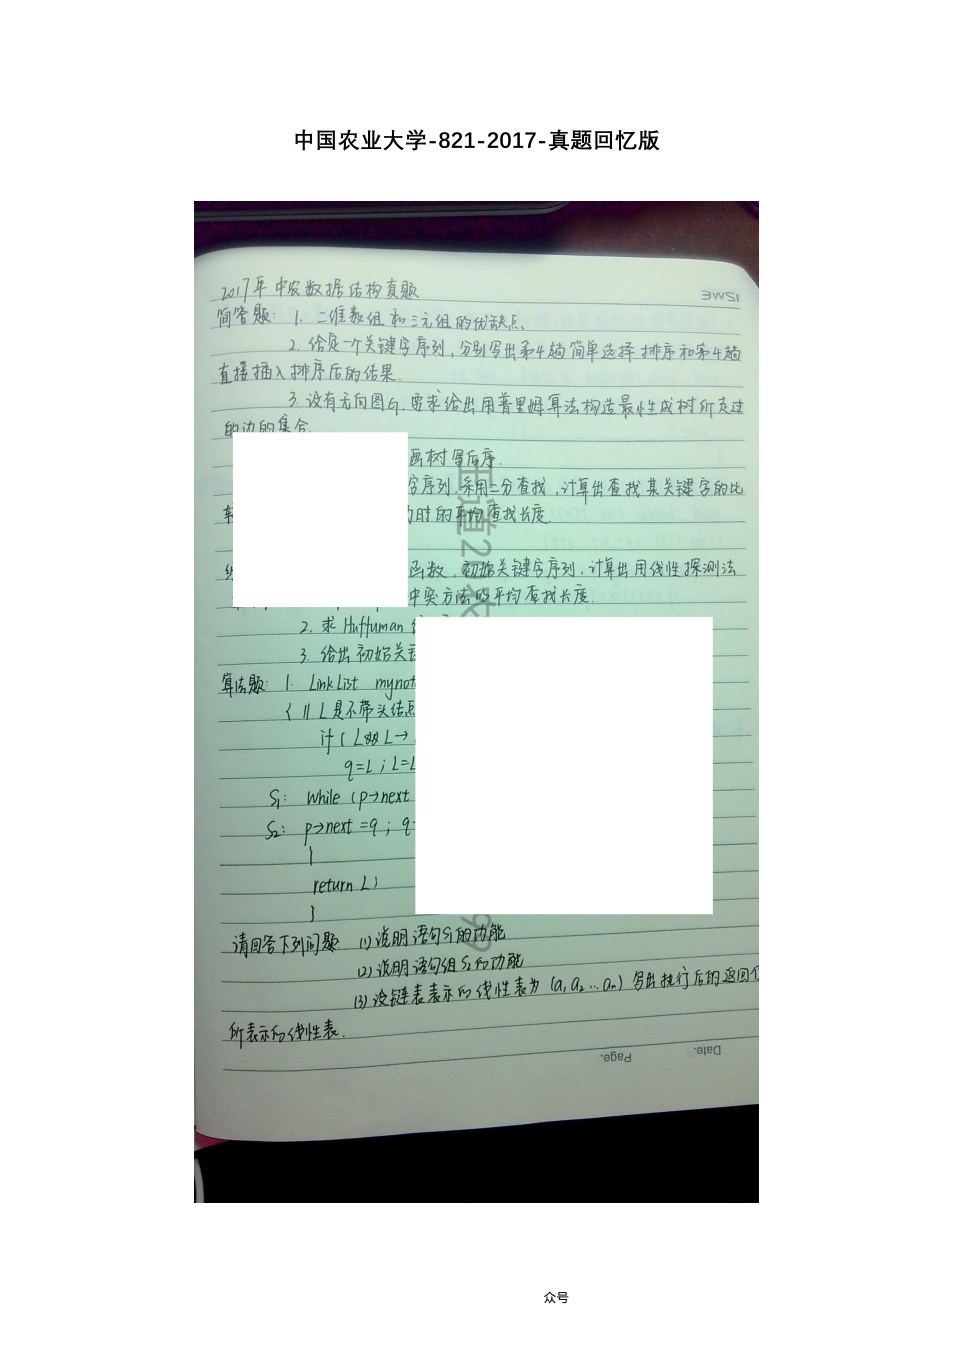 中国农业大学-821-2017-真题回忆版
2017年中农数据结构真题
简答题: 1. 二维数组和三元组的优缺点、
2. 给定一个关键字序列, 分别写出第4趟简单选择排序和第4趟
直接插入排序后的结果.
3. 设有无向图G, 要求给出用普里姆算法构造最小生成树所走过
的边的集合.
画树写后序.
字序列, 采用二分查找, 计算出查找某关键字的比
时的平均查找长度.
函数, 初始关键字序列, 计算出用线性探测法
中突方法的平均查找长度.
2. 求 Huffuman
3. 给出初始关
算法题: 1. LinkList mynot
{ // L是不带头结点
if ( L && L→
q=L ; L=L
S1: While (p→next
S2: p→next =q ; q
}
return L;
}
请回答下列问题 (1) 说明语句S1的功能
(2) 说明语句组S2的功能
(3) 设链表表示的线性表为 (a1 a2 … an) 写出执行后的返回
所表示的线性表.
Date.
Page.
众号